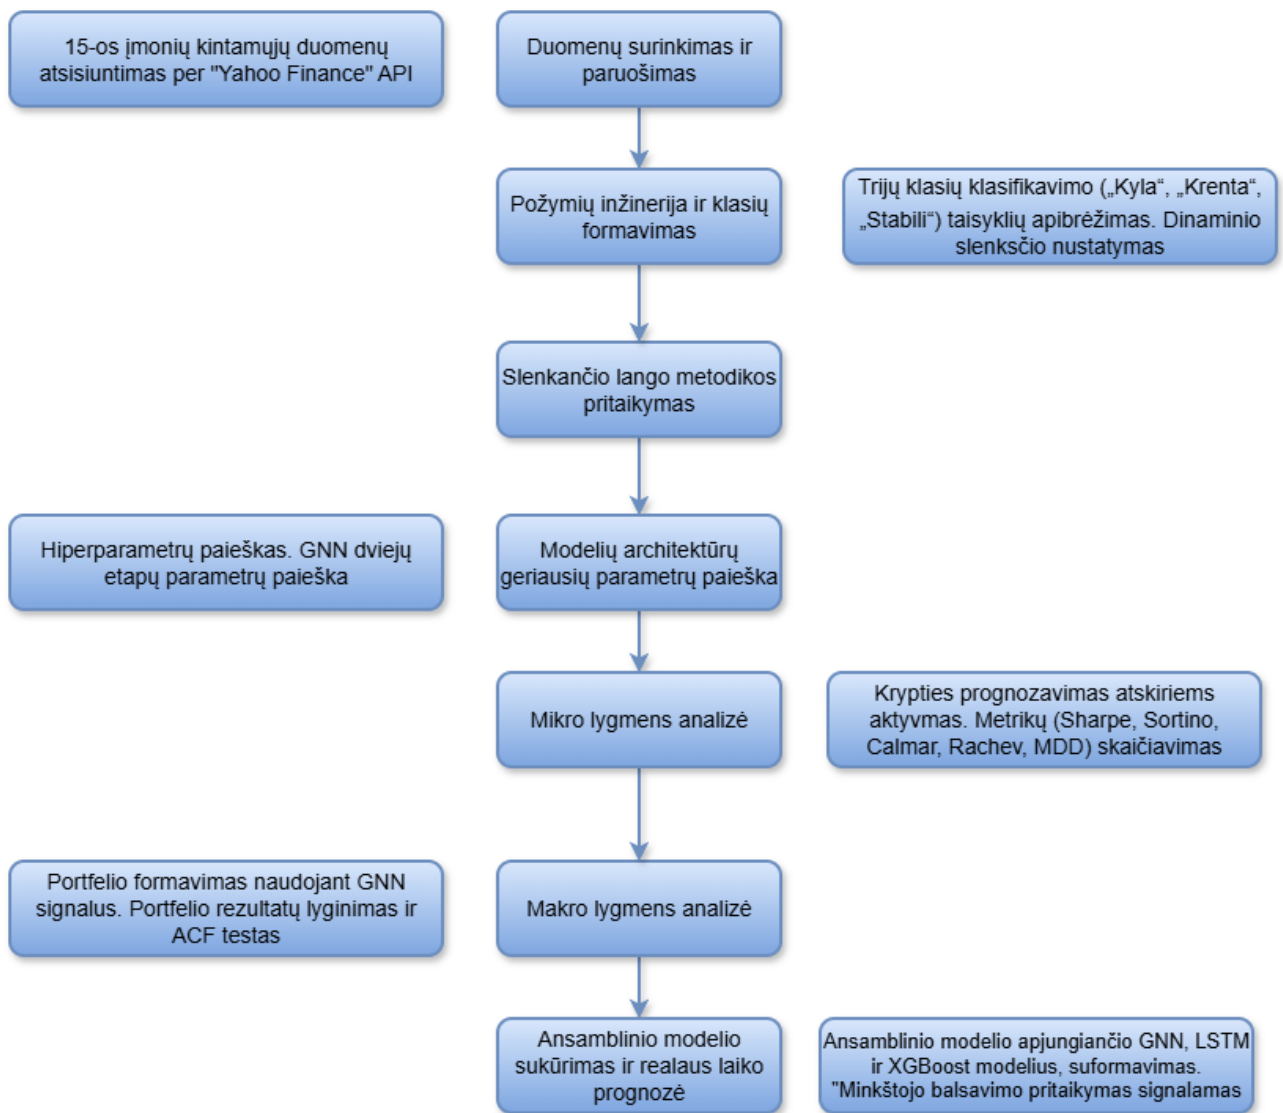 15-os įmonių kintamųjų duomenų
atsisiuntimas per "Yahoo Finance" API
Duomenų surinkimas ir
paruošimas
Požymių inžinerija ir klasių
formavimas
Trijų klasių klasifikavimo („Kyla“, „Krenta“,
„Stabili“) taisyklių apibrėžimas. Dinaminio
slenksčio nustatymas
Slenkančio lango metodikos
pritaikymas
Hiperparametrų paieškas. GNN dviejų
etapų parametrų paieška
Modelių architektūrų
geriausių parametrų paieška
Mikro lygmens analizė
Krypties prognozavimas atskiriems
aktyvmas. Metrikų (Sharpe, Sortino,
Calmar, Rachev, MDD) skaičiavimas
Portfelio formavimas naudojant GNN
signalus. Portfelio rezultatų lyginimas ir
ACF testas
Makro lygmens analizė
Ansamblinio modelio
sukūrimas ir realaus laiko
prognozė
Ansamblinio modelio apjungiančio GNN, LSTM
ir XGBoost modelius, suformavimas.
"Minkštojo balsavimo pritaikymas signalamas